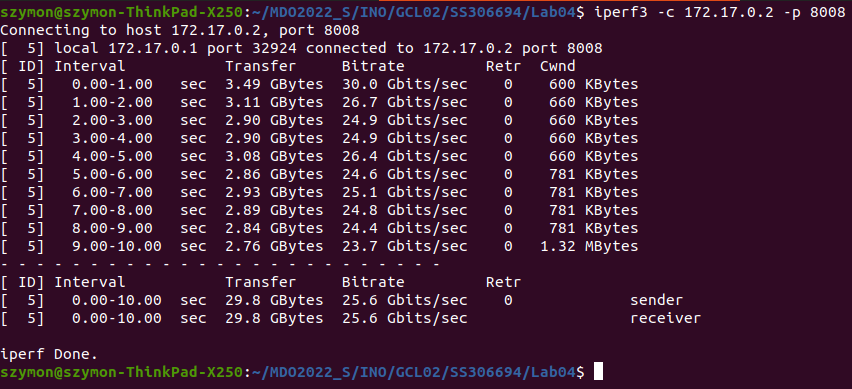 szymon@szymon-ThinkPad-X250:~/MDO2022_S/INO/GCL02/SS306694/Lab04$ iperf3 -c 172.17.0.2 -p 8008
Connecting to host 172.17.0.2, port 8008
[  5] local 172.17.0.1 port 32924 connected to 172.17.0.2 port 8008
[ ID] Interval           Transfer     Bitrate         Retr  Cwnd
[  5]   0.00-1.00   sec  3.49 GBytes  30.0 Gbits/sec    0    600 KBytes
[  5]   1.00-2.00   sec  3.11 GBytes  26.7 Gbits/sec    0    660 KBytes
[  5]   2.00-3.00   sec  2.90 GBytes  24.9 Gbits/sec    0    660 KBytes
[  5]   3.00-4.00   sec  2.90 GBytes  24.9 Gbits/sec    0    660 KBytes
[  5]   4.00-5.00   sec  3.08 GBytes  26.4 Gbits/sec    0    660 KBytes
[  5]   5.00-6.00   sec  2.86 GBytes  24.6 Gbits/sec    0    781 KBytes
[  5]   6.00-7.00   sec  2.93 GBytes  25.1 Gbits/sec    0    781 KBytes
[  5]   7.00-8.00   sec  2.89 GBytes  24.8 Gbits/sec    0    781 KBytes
[  5]   8.00-9.00   sec  2.84 GBytes  24.4 Gbits/sec    0    781 KBytes
[  5]   9.00-10.00  sec  2.76 GBytes  23.7 Gbits/sec    0   1.32 MBytes
- - - - - - - - - - - - - - - - - - - - - - - - -
[ ID] Interval           Transfer     Bitrate         Retr
[  5]   0.00-10.00  sec  29.8 GBytes  25.6 Gbits/sec    0             sender
[  5]   0.00-10.00  sec  29.8 GBytes  25.6 Gbits/sec                  receiver
iperf Done.
szymon@szymon-ThinkPad-X250:~/MDO2022_S/INO/GCL02/SS306694/Lab04$